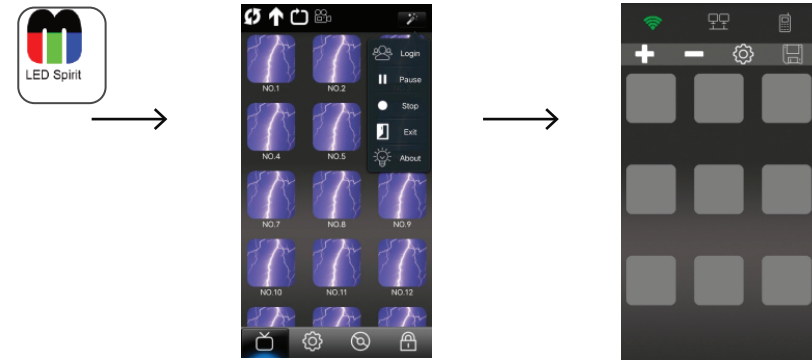 LED Spirit
Login
Pause
Stop
Exit
About
NO.1
NO.2
NO.4
NO.5
NO.7
NO.8
NO.9
NO.10
NO.11
NO.12